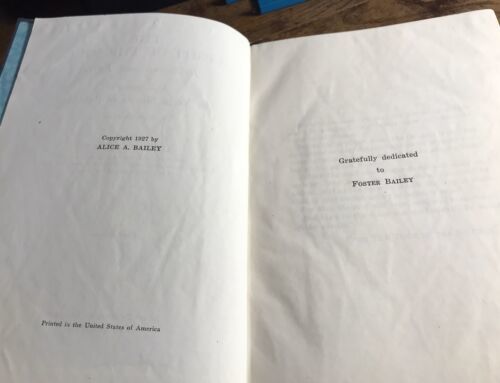 Copyright 1927 by
ALICE A. BAILEY
Printed in the United States of America
Gratefully dedicated
to
FOSTER BAILEY